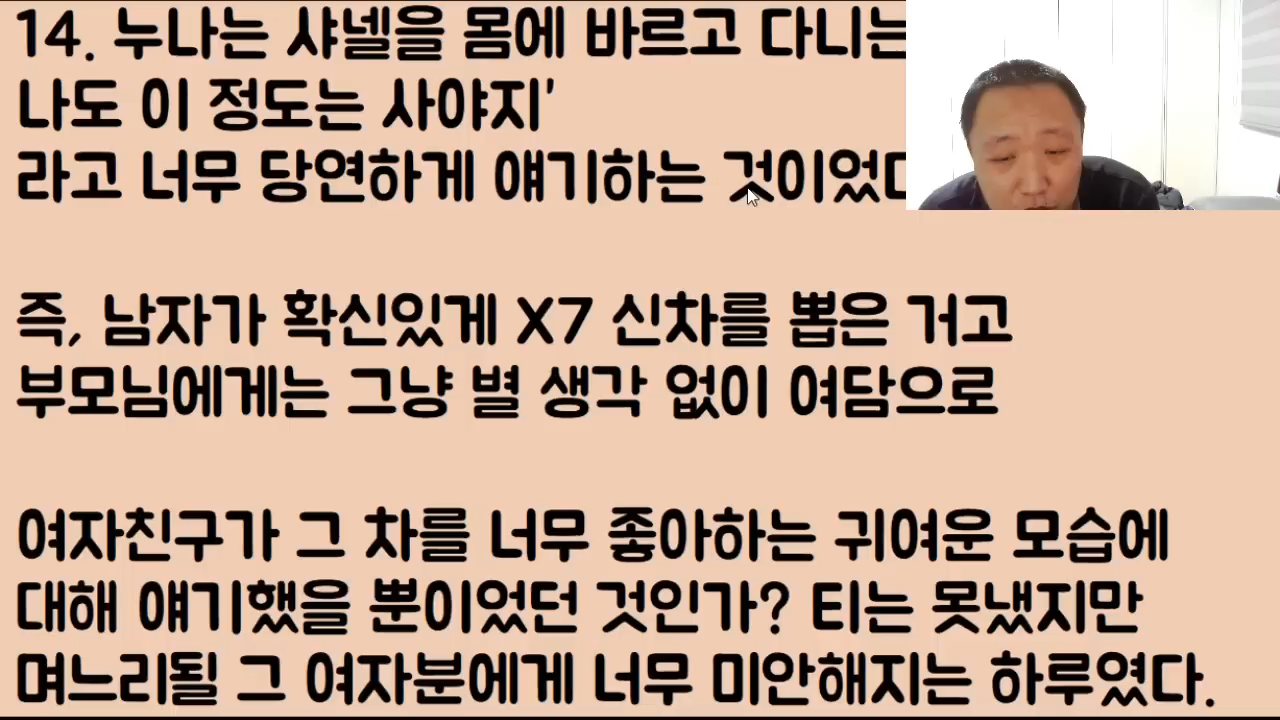 14. 누나는 샤넬을 몸에 바르고 다니는
나도 이 정도는 사야지'
라고 너무 당연하게 얘기하는 것이었
즉, 남자가 확신있게 X7 신차를 뽑은 거고
부모님에게는 그냥 별 생각 없이 여담으로
여자친구가 그 차를 너무 좋아하는 귀여운 모습에
대해 얘기했을 뿐이었던 것인가? 티는 못냈지만
며느리될 그 여자분에게 너무 미안해지는 하루였다.